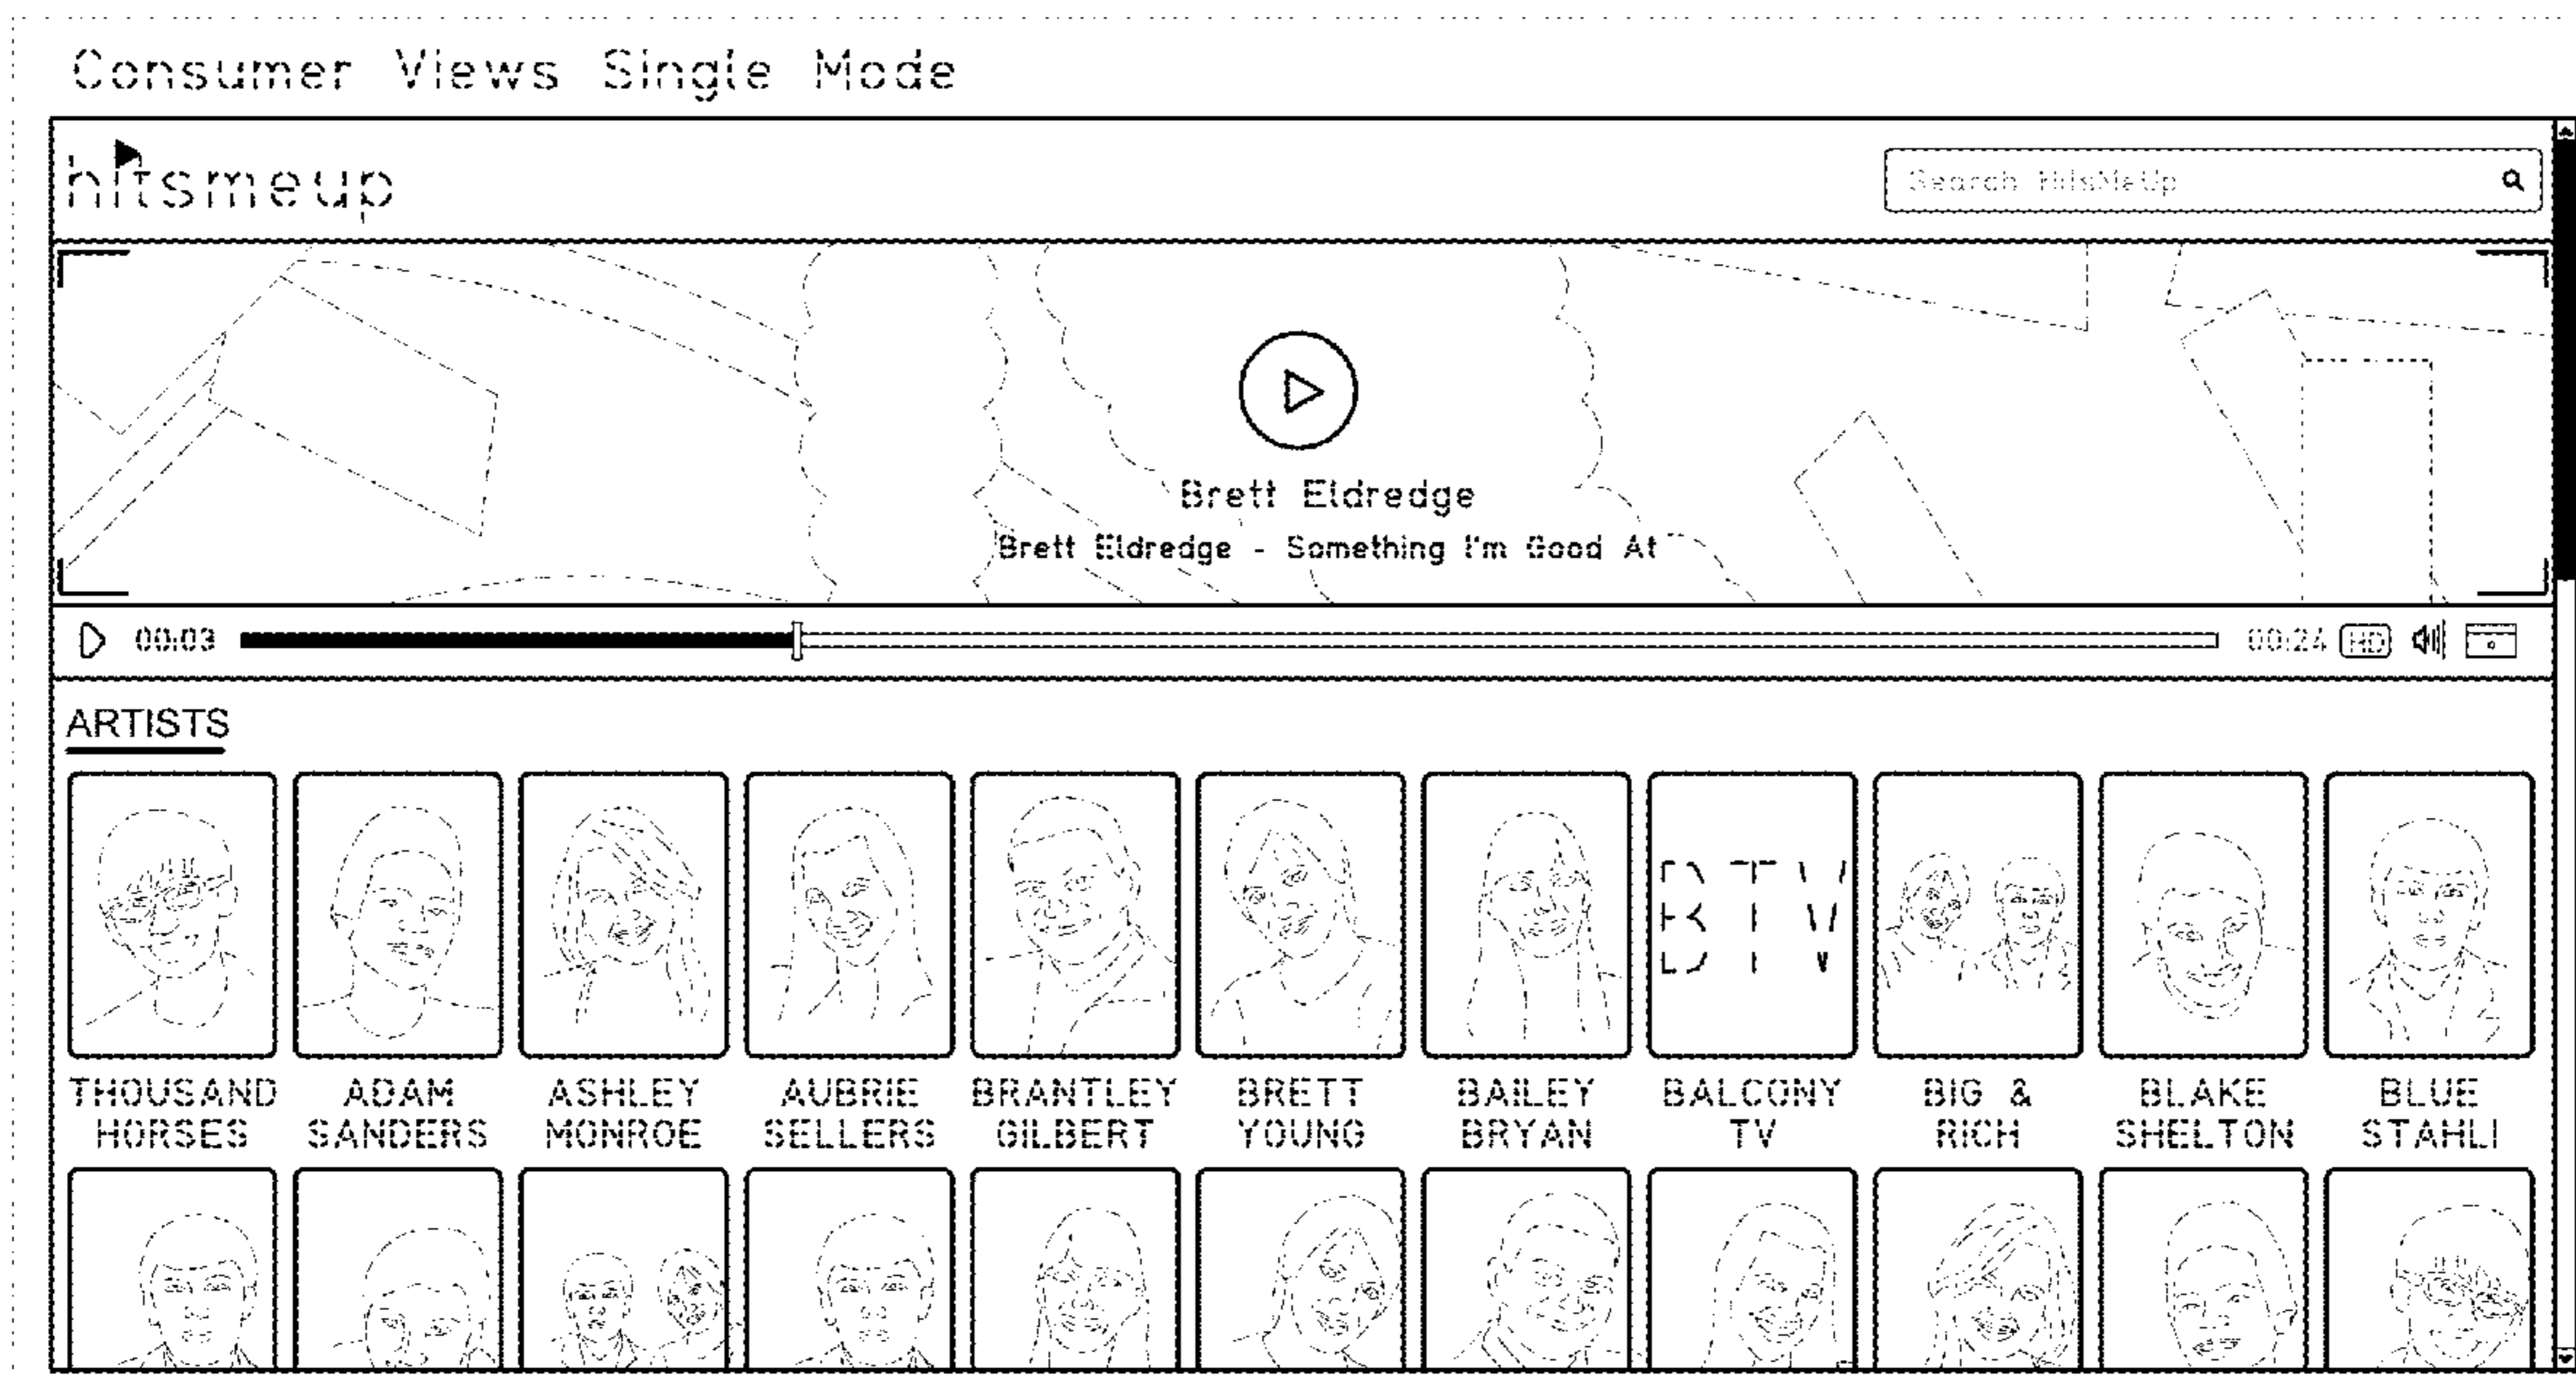 Consumer Views Single Mode
hitsmeup
Search HitsMeUp
Brett Eldredge
Brett Eldredge - Something I'm Good At
00:03
00:24 HD
ARTISTS
BTV
THOUSAND HORSES
ADAM SANDERS
ASHLEY MONROE
AUBRIE SELLERS
BRANTLEY GILBERT
BRETT YOUNG
BAILEY BRYAN
BALCONY TV
BIG & RICH
BLAKE SHELTON
BLUE STAHLI